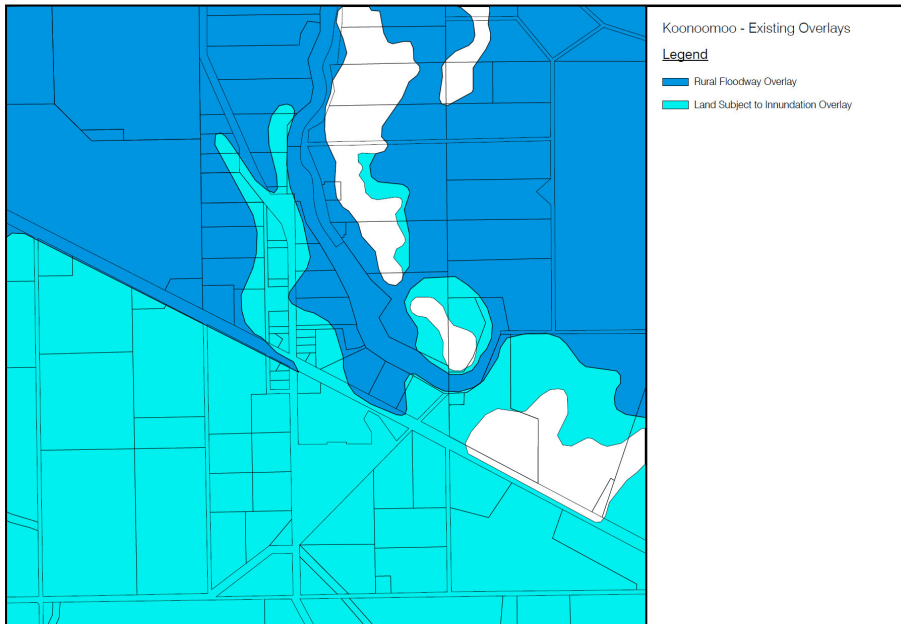 Koonoomoo - Existing Overlays
Legend
Rural Floodway Overlay
Land Subject to Innundation Overlay